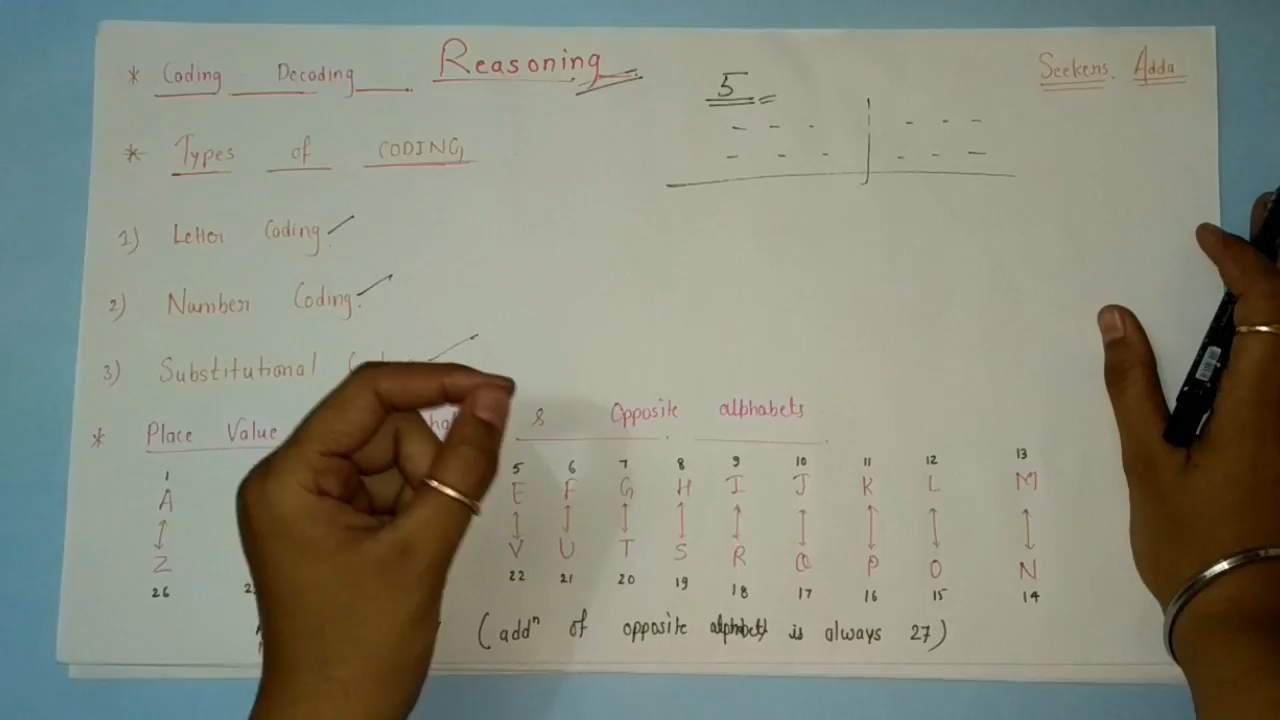 * Coding Decoding Reasoning
Seekers Adda
5
* Types of CODING
1) Letter Coding
2) Number Coding
3) Substitutional
* Place Value & Opposite alphabets
1 5 6 7 8 9 10 11 12 13
A E F G H I J K L M
Z V U T S R Q P O N
26 22 21 20 19 18 17 16 15 14
(addn of opposite alphabets is always 27)